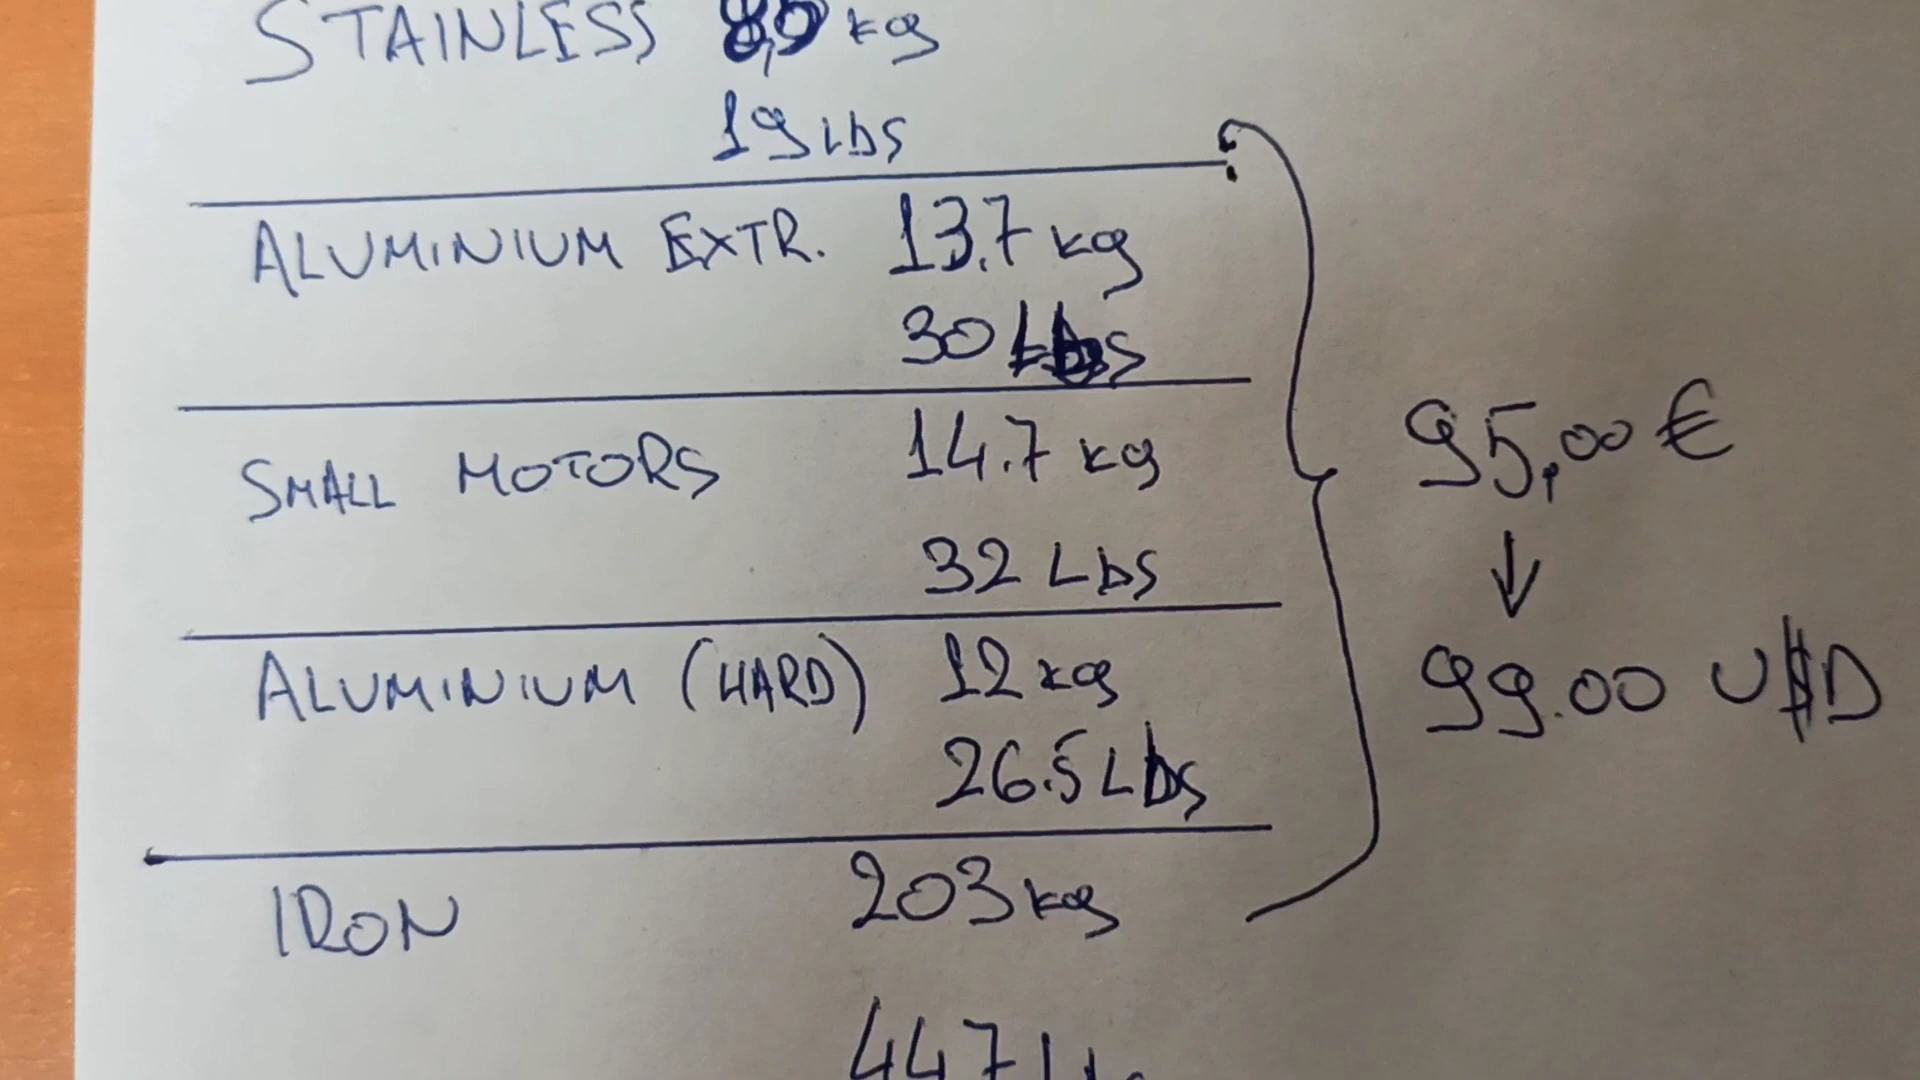 STAINLESS kg
19 Lbs
ALUMINIUM EXTR. 13.7 kg
30 Lbs
SMALL MOTORS 14.7 kg
32 Lbs
95,00 €
↓
99.00 USD
ALUMINIUM (HARD) 12 kg
26.5 Lbs
IRON 203 kg
447